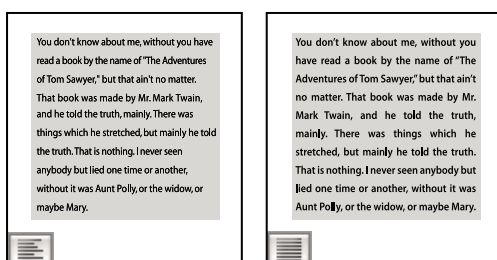 You don't know about me, without you have
read a book by the name of "The Adventures
of Tom Sawyer," but that ain't no matter.
That book was made by Mr. Mark Twain,
and he told the truth, mainly. There was
things which he stretched, but mainly he told
the truth. That is nothing. I never seen
anybody but lied one time or another,
without it was Aunt Polly, or the widow, or
maybe Mary.
You don't know about me, without you
have read a book by the name of "The
Adventures of Tom Sawyer," but that ain't
no matter. That book was made by Mr.
Mark Twain, and he told the truth,
mainly. There was things which he
stretched, but mainly he told the truth.
That is nothing. I never seen anybody but
lied one time or another, without it was
Aunt Polly, or the widow, or maybe Mary.